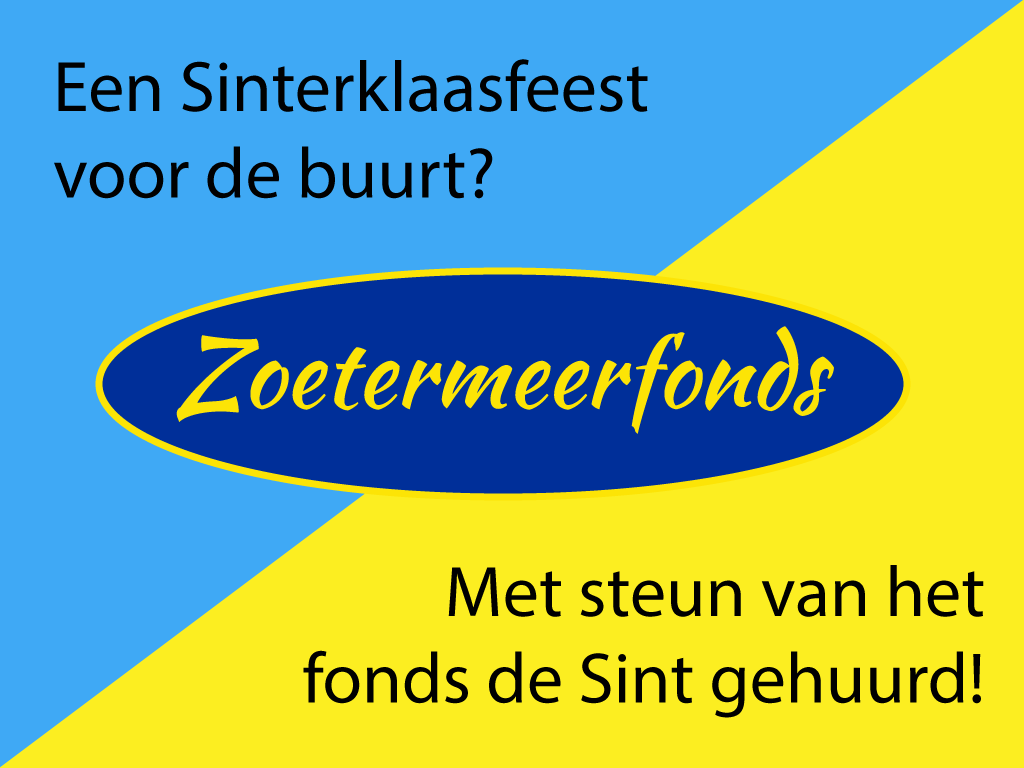 Een Sinterklaasfeest
voor de buurt?
Zoetermeerfonds
Met steun van het
fonds de Sint gehuurd!